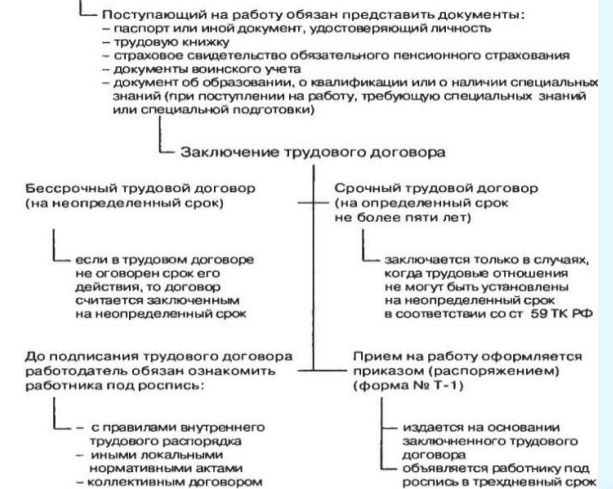 Поступающий на работу обязан представить документы:
– паспорт или иной документ, удостоверяющий личность
– трудовую книжку
– страховое свидетельство обязательного пенсионного страхования
– документы воинского учета
– документ об образовании, о квалификации или о наличии специальных
знаний (при поступлении на работу, требующую специальных знаний
или специальной подготовки)
Заключение трудового договора
Бессрочный трудовой договор
(на неопределенный срок)
если в трудовом договоре
не оговорен срок его
действия, то договор
считается заключенным
на неопределенный срок
Срочный трудовой договор
(на определенный срок
не более пяти лет)
заключается только в случаях,
когда трудовые отношения
не могут быть установлены
на неопределенный срок
в соответствии со ст 59 ТК РФ
До подписания трудового договора
работодатель обязан ознакомить
работника под роспись:
– с правилами внутреннего
трудового распорядка
– иными локальными
нормативными актами
– коллективным договором
Прием на работу оформляется
приказом (распоряжением)
(форма № Т-1)
издается на основании
заключненного трудового
договора
объявляется работнику под
роспись в трехдневный срок